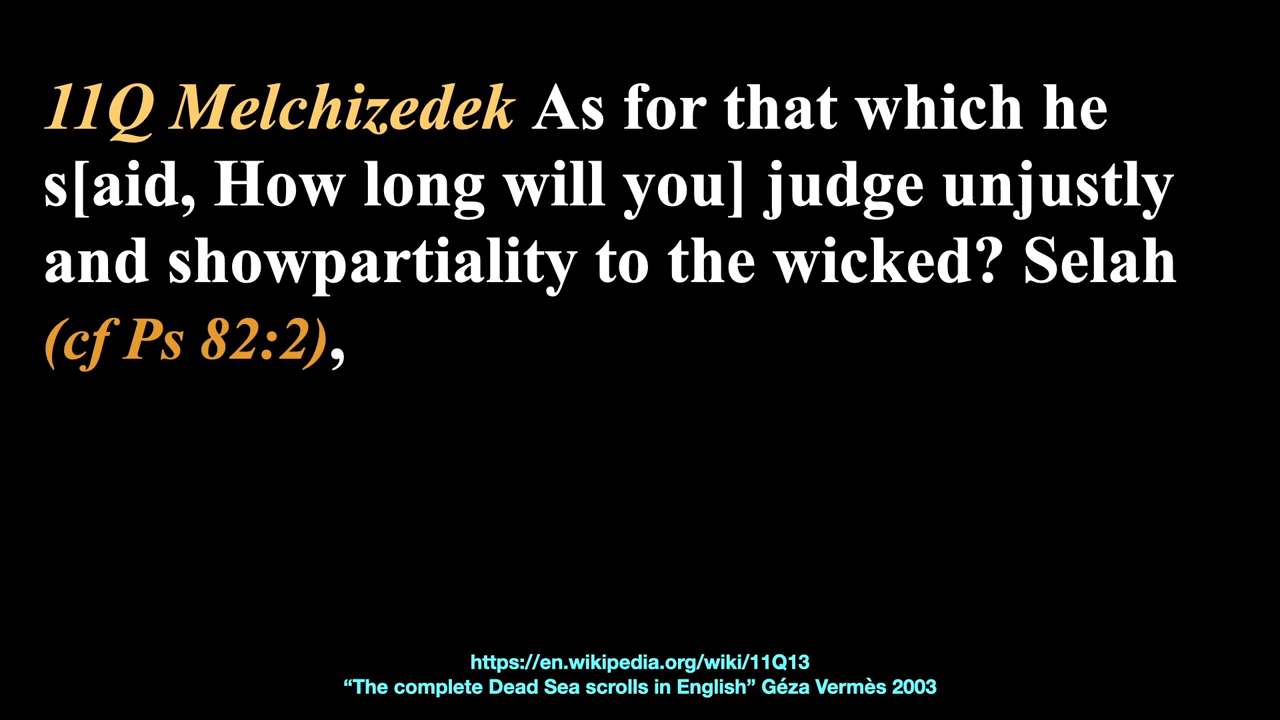 11Q Melchizedek As for that which he
s[aid, How long will you] judge unjustly
and showpartiality to the wicked? Selah
(cf Ps 82:2),
https://en.wikipedia.org/wiki/11Q13
“The complete Dead Sea scrolls in English” Géza Vermès 2003